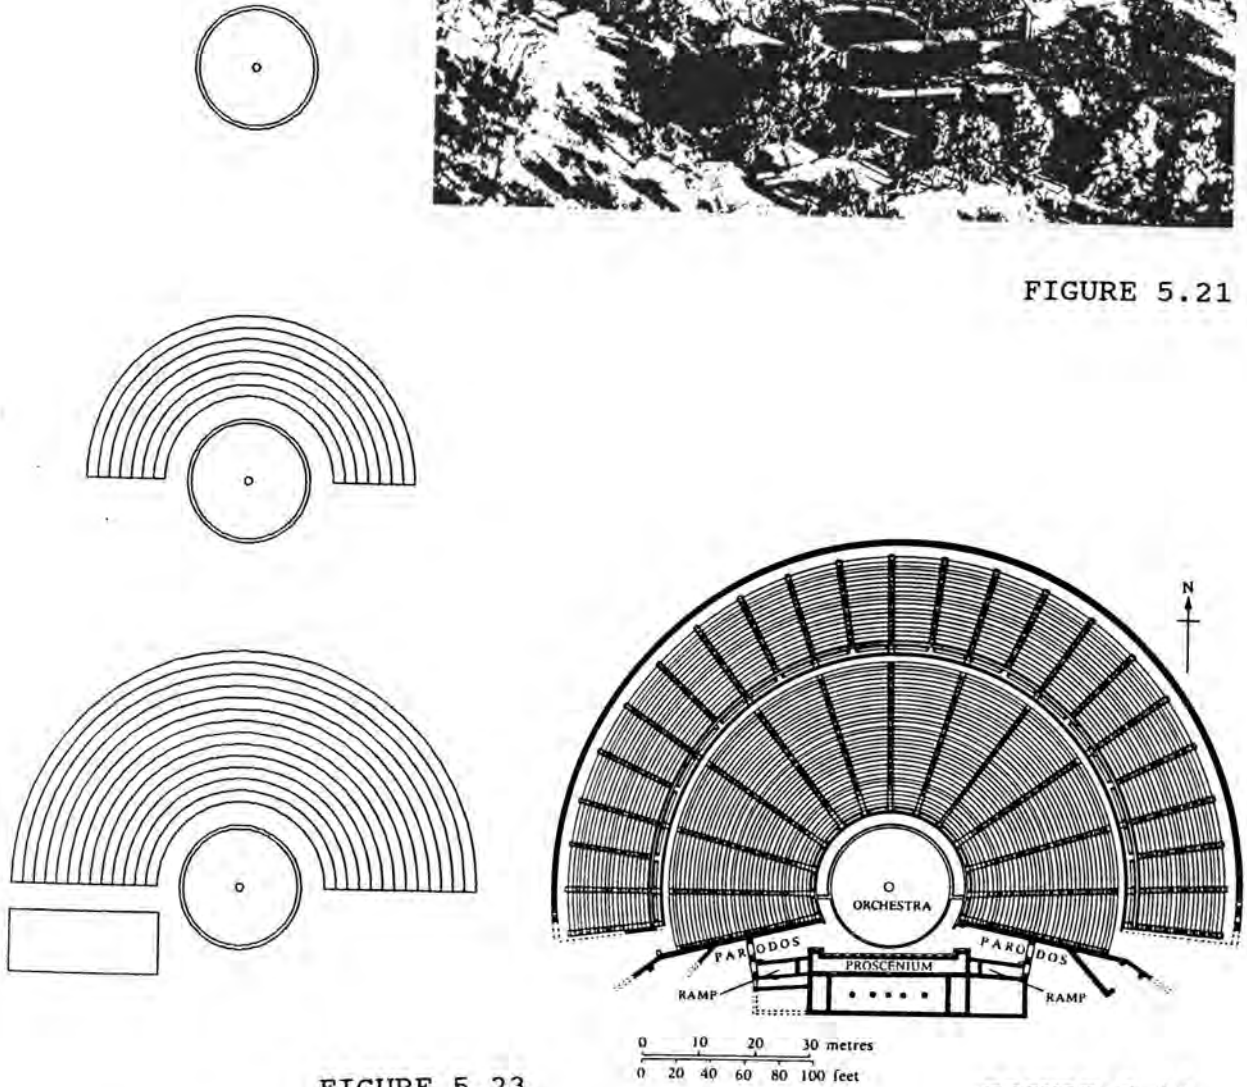 FIGURE 5.21
N
ORCHESTRA
PARODOS
PARODOS
PROSCENIUM
RAMP
RAMP
0 10 20 30 metres
0 20 40 60 80 100 feet
FIGURE 5.23